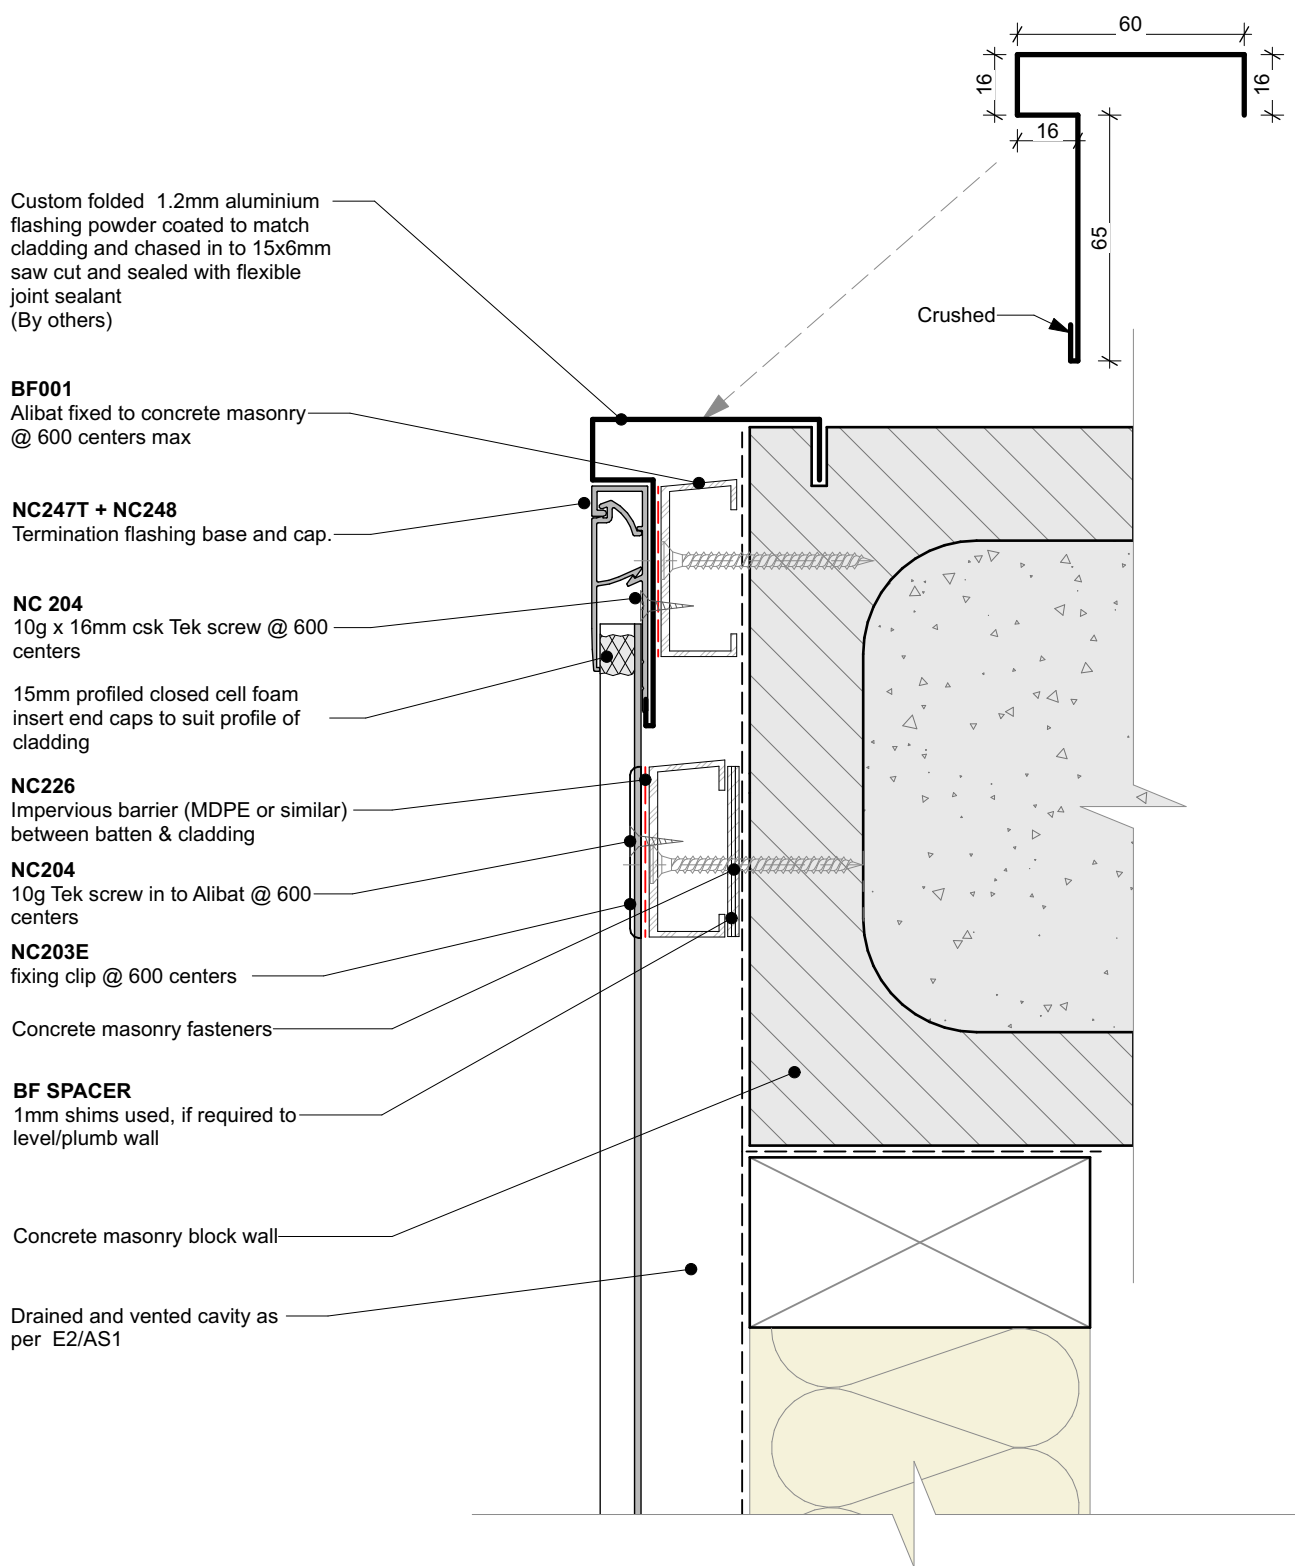 60
16
16
16
65
Crushed
Custom folded 1.2mm aluminium
flashing powder coated to match
cladding and chased in to 15x6mm
saw cut and sealed with flexible
joint sealant
(By others)
BF001
Alibat fixed to concrete masonry
@ 600 centers max
NC247T + NC248
Termination flashing base and cap.
NC 204
10g x 16mm csk Tek screw @ 600
centers
15mm profiled closed cell foam
insert end caps to suit profile of
cladding
NC226
Impervious barrier (MDPE or similar)
between batten & cladding
NC204
10g Tek screw in to Alibat @ 600
centers
NC203E
fixing clip @ 600 centers
Concrete masonry fasteners
BF SPACER
1mm shims used, if required to
level/plumb wall
Concrete masonry block wall
Drained and vented cavity as
per E2/AS1